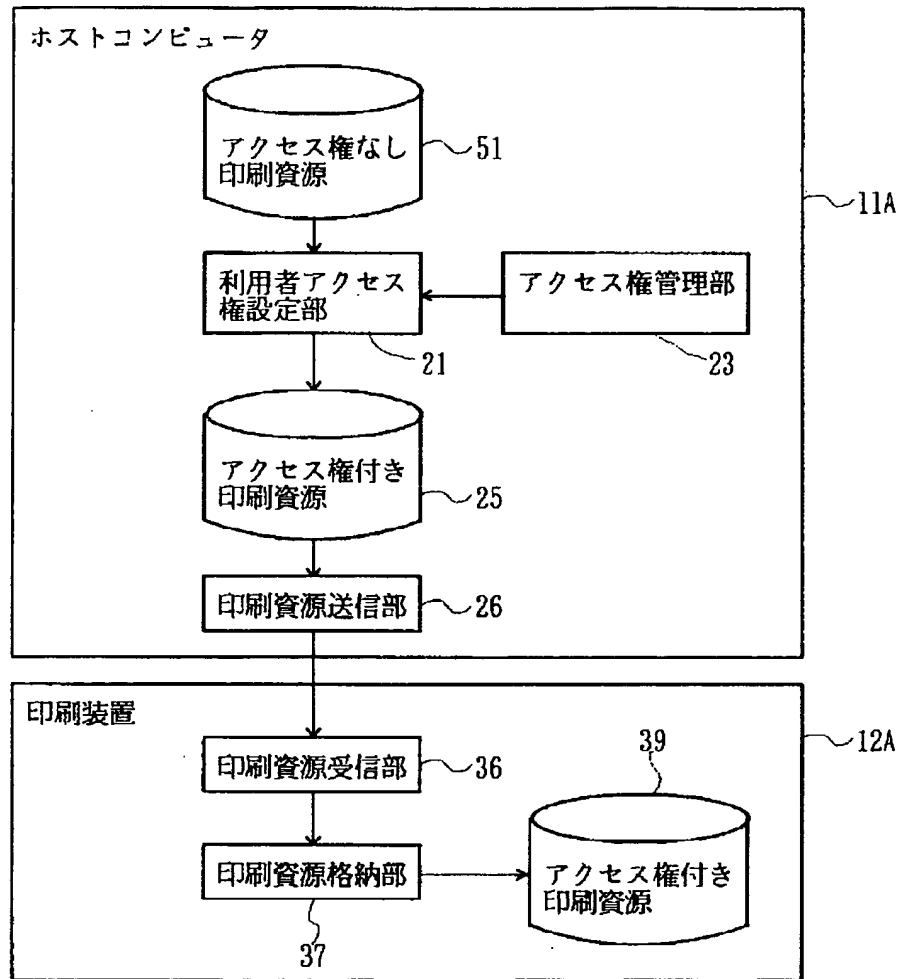 ホストコンピュータ
アクセス権なし
印刷資源
51
11A
利用者アクセス
権設定部
アクセス権管理部
21
23
アクセス権付き
印刷資源
25
印刷資源送信部
26
印刷装置
12A
39
印刷資源受信部
36
印刷資源格納部
アクセス権付き
印刷資源
37